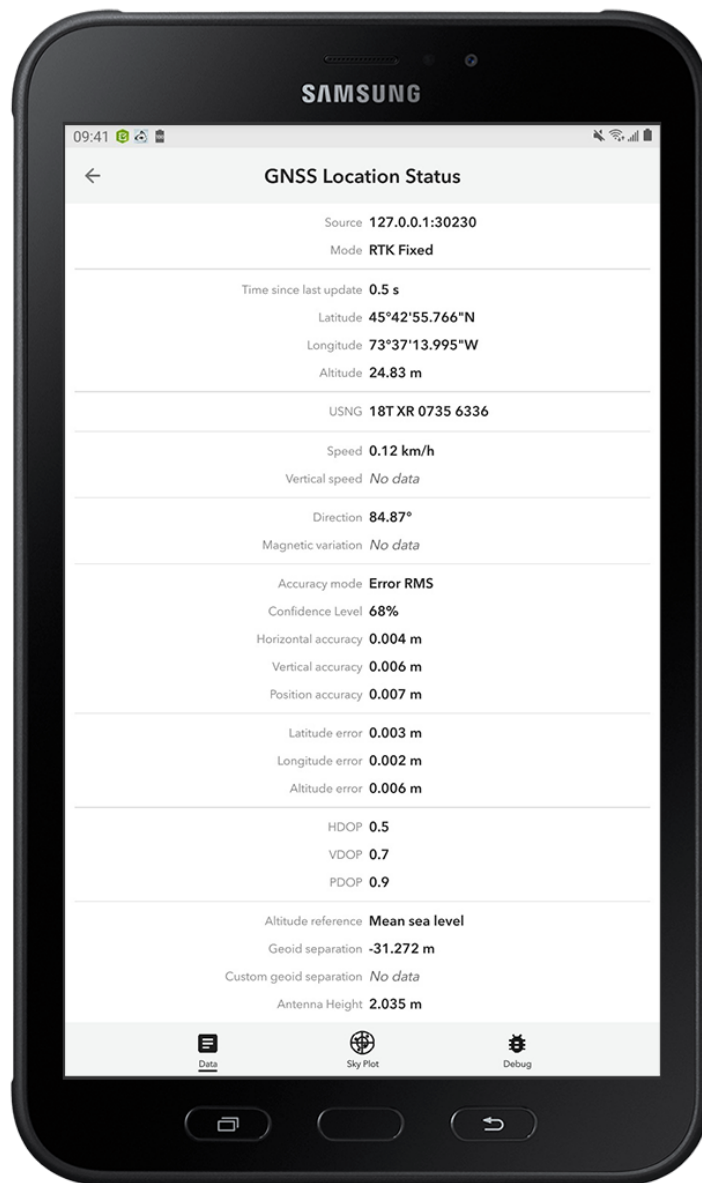 SAMSUNG
09:41
GNSS Location Status
Source 127.0.0.1:30230
Mode RTK Fixed
Time since last update 0.5 s
Latitude 45°42'55.766"N
Longitude 73°37'13.995"W
Altitude 24.83 m
USNG 18T XR 0735 6336
Speed 0.12 km/h
Vertical speed No data
Direction 84.87°
Magnetic variation No data
Accuracy mode Error RMS
Confidence Level 68%
Horizontal accuracy 0.004 m
Vertical accuracy 0.006 m
Position accuracy 0.007 m
Latitude error 0.003 m
Longitude error 0.002 m
Altitude error 0.006 m
HDOP 0.5
VDOP 0.7
PDOP 0.9
Altitude reference Mean sea level
Geoid separation -31.272 m
Custom geoid separation No data
Antenna Height 2.035 m
Data Sky Plot Debug